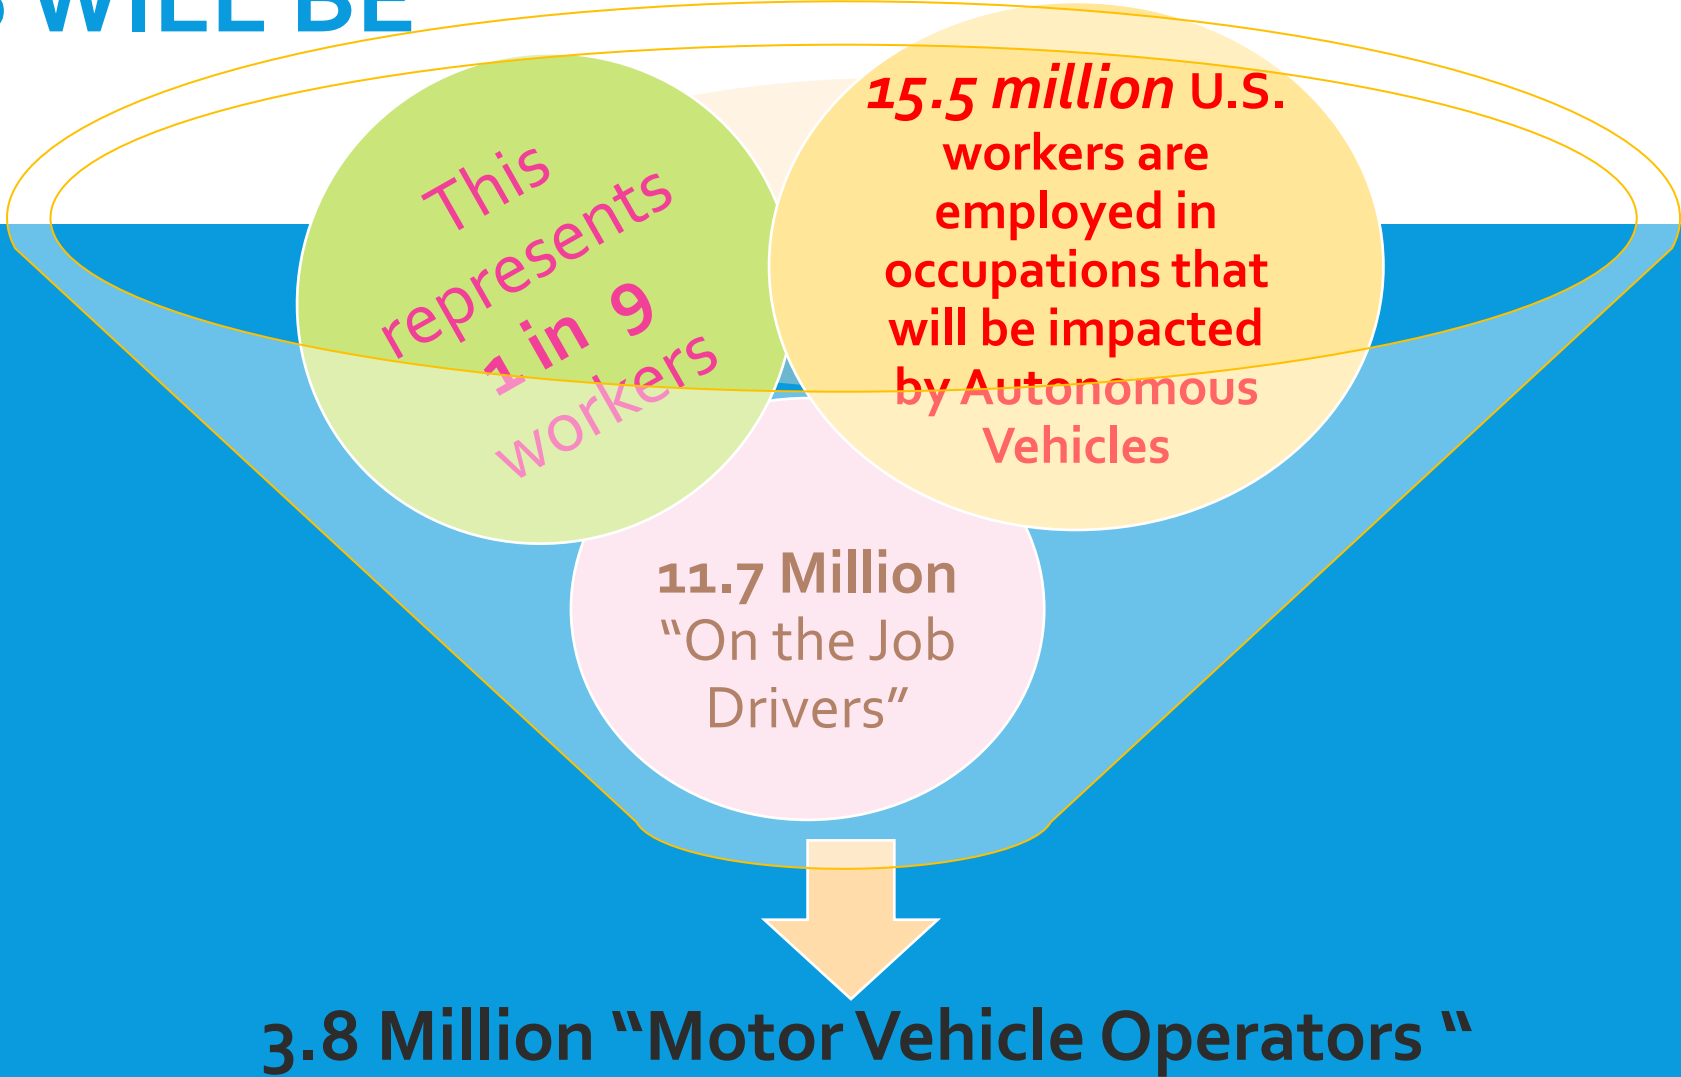 WILL BE
This
represents
1 in 9
workers
15.5 million U.S.
workers are
employed in
occupations that
will be impacted
by Autonomous
Vehicles
11.7 Million
“On the Job
Drivers”
3.8 Million “Motor Vehicle Operators “